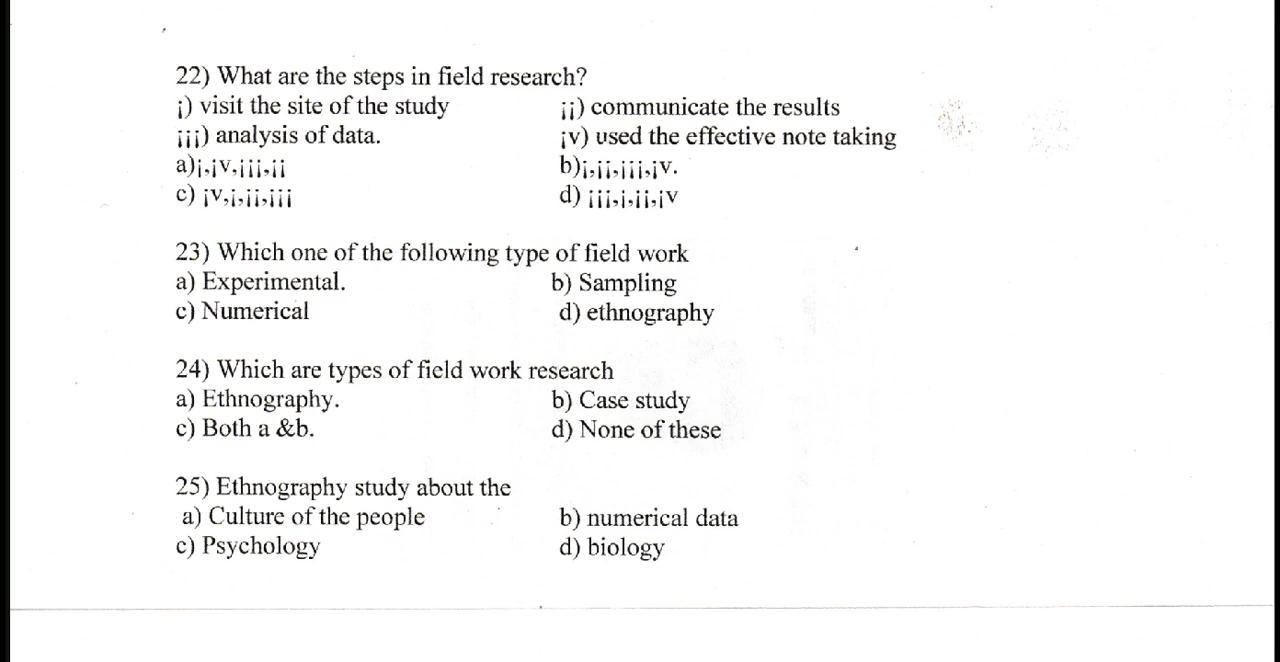 22) What are the steps in field research?
¡) visit the site of the study ¡¡) communicate the results
¡¡¡) analysis of data. ¡v) used the effective note taking
a)¡,¡v,¡¡¡,¡¡ b)¡,¡¡,¡¡¡,¡v.
c) ¡v,¡,¡¡,¡¡¡ d) ¡¡¡,¡,¡¡,¡v
23) Which one of the following type of field work
a) Experimental. b) Sampling
c) Numerical d) ethnography
24) Which are types of field work research
a) Ethnography. b) Case study
c) Both a &b. d) None of these
25) Ethnography study about the
a) Culture of the people b) numerical data
c) Psychology d) biology